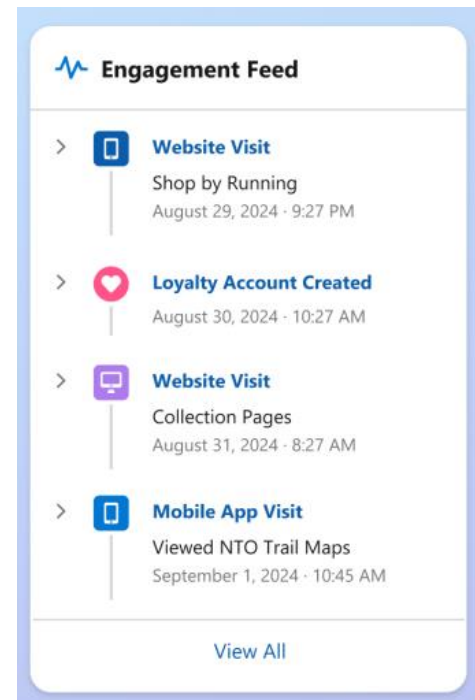 Engagement Feed
Website Visit
Shop by Running
August 29, 2024 · 9:27 PM
Loyalty Account Created
August 30, 2024 · 10:27 AM
Website Visit
Collection Pages
August 31, 2024 · 8:27 AM
Mobile App Visit
Viewed NTO Trail Maps
September 1, 2024 · 10:45 AM
View All